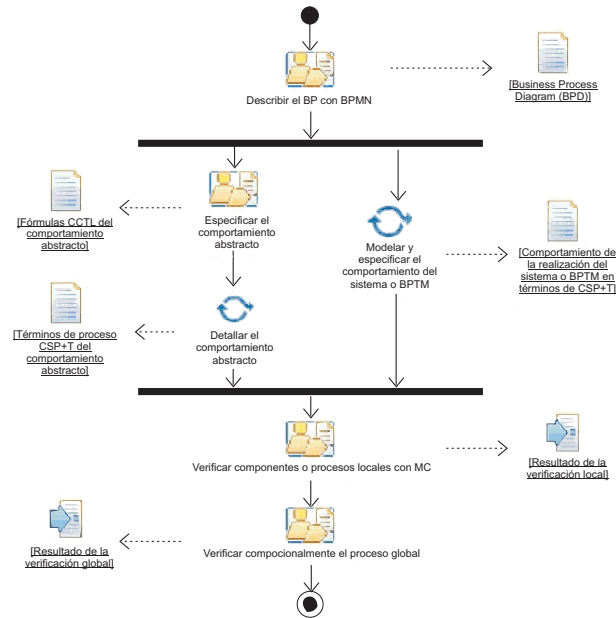 Describir el BP con BPMN
[Business Process
Diagram (BPD)]
Especificar el
comportamiento
abstracto
[Fórmulas CCTL del
comportamiento
abstracto]
Modelar y
especificar el
comportamiento del
sistema o BPTM
[Comportamiento de
la realización del
sistema o BPTM en
términos de CSP+T]
Detallar el
comportamiento
abstracto
[Términos de proceso
CSP+T del
comportamiento
abstracto]
Verificar componentes o procesos locales con MC
[Resultado de la
verificación local]
Verificar compocionalmente el proceso global
[Resultado de la
verificación global]